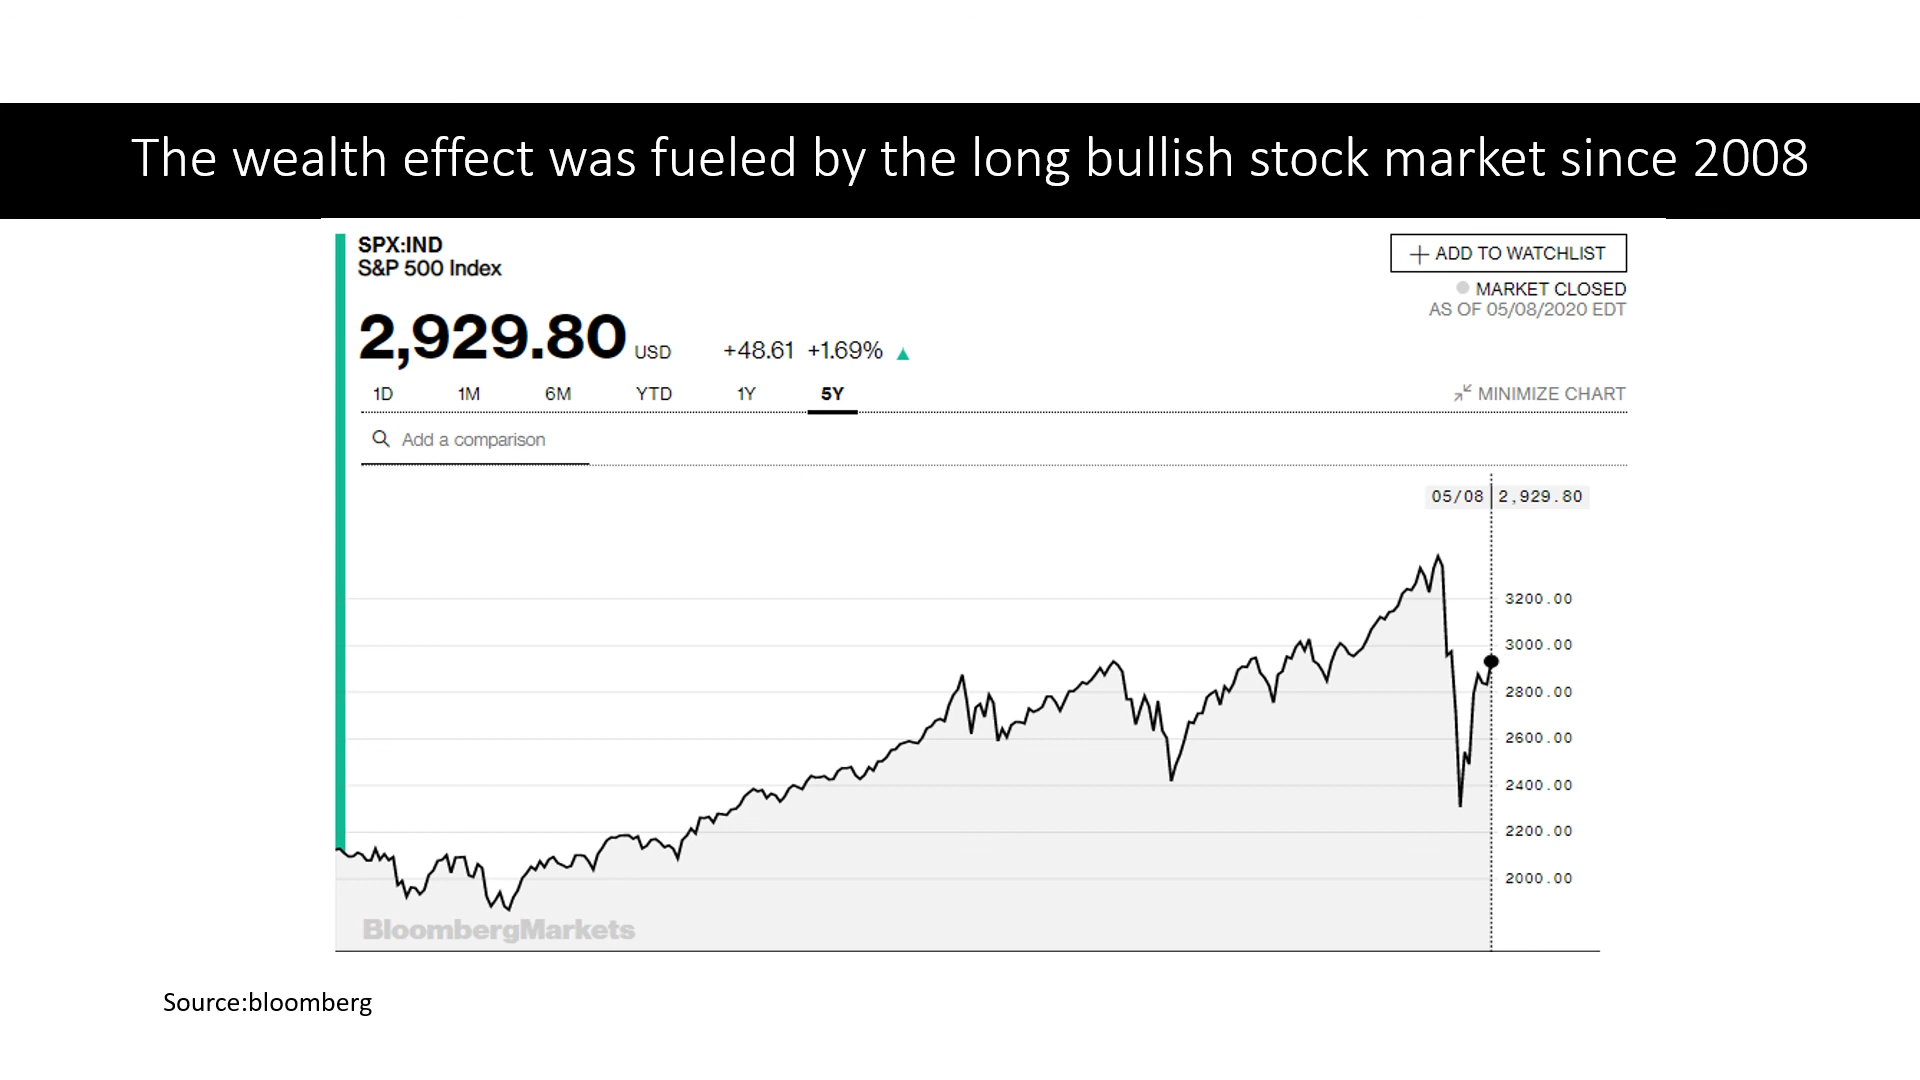 The wealth effect was fueled by the long bullish stock market since 2008
SPX:IND
S&P 500 Index
+ ADD TO WATCHLIST
MARKET CLOSED
AS OF 05/08/2020 EDT
2,929.80 USD +48.61 +1.69%
1D 1M 6M YTD 1Y 5Y
MINIMIZE CHART
Add a comparison
05/08 2,929.80
3200.00
3000.00
2800.00
2600.00
2400.00
2200.00
2000.00
BloombergMarkets
Source:bloomberg